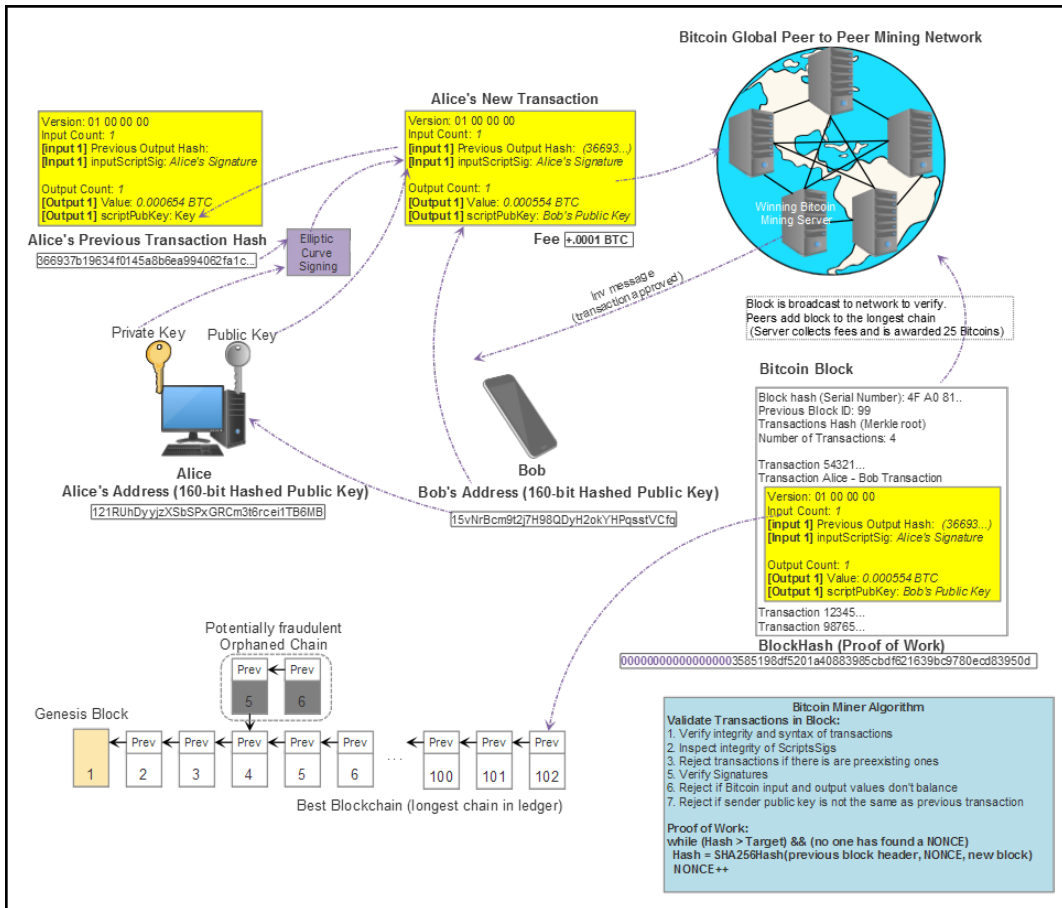 Bitcoin Global Peer to Peer Mining Network
Winning Bitcoin
Mining Server
Version: 01 00 00 00
Input Count: 1
[input 1] Previous Output Hash:
[Input 1] inputScriptSig: Alice's Signature
Output Count: 1
[Output 1] Value: 0.000654 BTC
[Output 1] scriptPubKey: Key
Alice's Previous Transaction Hash
366937b19634f0145a8b6ea994062fa1c...
Alice's New Transaction
Version: 01 00 00 00
Input Count: 1
[input 1] Previous Output Hash: (36693...)
[Input 1] inputScriptSig: Alice's Signature
Output Count: 1
[Output 1] Value: 0.000554 BTC
[Output 1] scriptPubKey: Bob's Public Key
Fee +.0001 BTC
Elliptic
Curve
Signing
Inv message
(transaction approved)
Private Key
Public Key
Alice
Alice's Address (160-bit Hashed Public Key)
121RUhDyyjzXSbSPxGRCm3t6rcei1TB6MB
Bob
Bob's Address (160-bit Hashed Public Key)
15vNrBcm9t2j7H98QDyH2okYHPqsstVCfq
Block is broadcast to network to verify.
Peers add block to the longest chain
(Server collects fees and is awarded 25 Bitcoins)
Bitcoin Block
Block hash (Serial Number): 4F A0 81..
Previous Block ID: 99
Transactions Hash (Merkle root)
Number of Transactions: 4
Transaction 54321...
Transaction Alice - Bob Transaction
Version: 01 00 00 00
Input Count: 1
[input 1] Previous Output Hash: (36693...)
[Input 1] inputScriptSig: Alice's Signature
Output Count: 1
[Output 1] Value: 0.000554 BTC
[Output 1] scriptPubKey: Bob's Public Key
Transaction 12345...
Transaction 98765...
BlockHash (Proof of Work)
000000000000000003585198df5201a40883985cbdf621639bc9780ecd83950d
Potentially fraudulent
Orphaned Chain
Prev Prev
5 6
Genesis Block
Prev Prev Prev Prev Prev Prev Prev Prev
1 2 3 4 5 6 ... 100 101 102
Best Blockchain (longest chain in ledger)
Bitcoin Miner Algorithm
Validate Transactions in Block:
1. Verify integrity and syntax of transactions
2. Inspect integrity of ScriptsSigs
3. Reject transactions if there is are preexisting ones
5. Verify Signatures
6. Reject if Bitcoin input and output values don't balance
7. Reject if sender public key is not the same as previous transaction
Proof of Work:
while (Hash > Target) && (no one has found a NONCE)
Hash = SHA256Hash(previous block header, NONCE, new block)
NONCE++